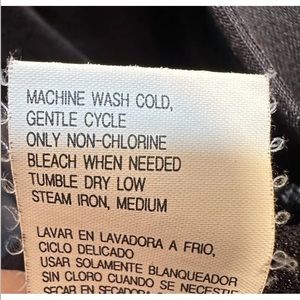 MACHINE WASH COLD,
GENTLE CYCLE
ONLY NON-CHLORINE
BLEACH WHEN NEEDED
TUMBLE DRY LOW
STEAM IRON, MEDIUM
LAVAR EN LAVADORA A FRIO,
CICLO DELICADO
USAR SOLAMENTE BLANQUEADOR
SIN CLORO CUANDO SE NECESITE
SECAR EN SECADORA